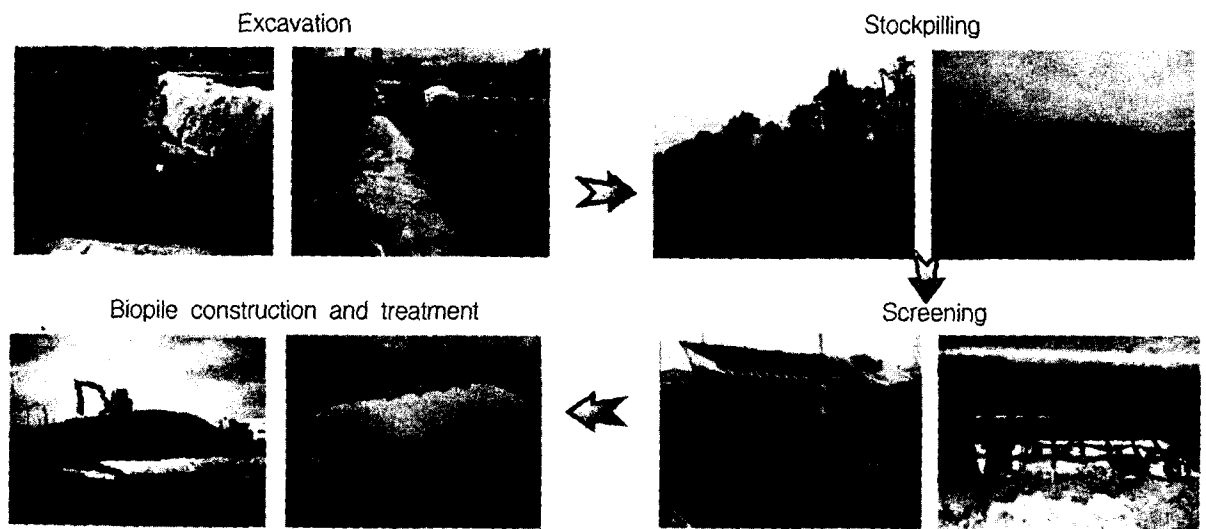 Excavation
Stockpilling
Biopile construction and treatment
Screening